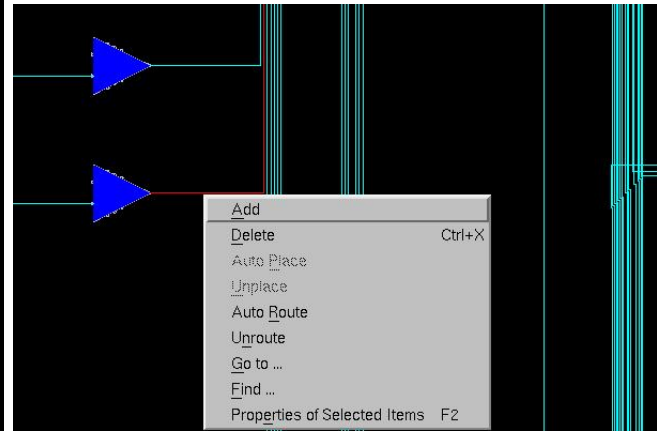 Add
Delete Ctrl+X
Auto Place
Unplace
Auto Route
Unroute
Go to ...
Find ...
Properties of Selected Items F2